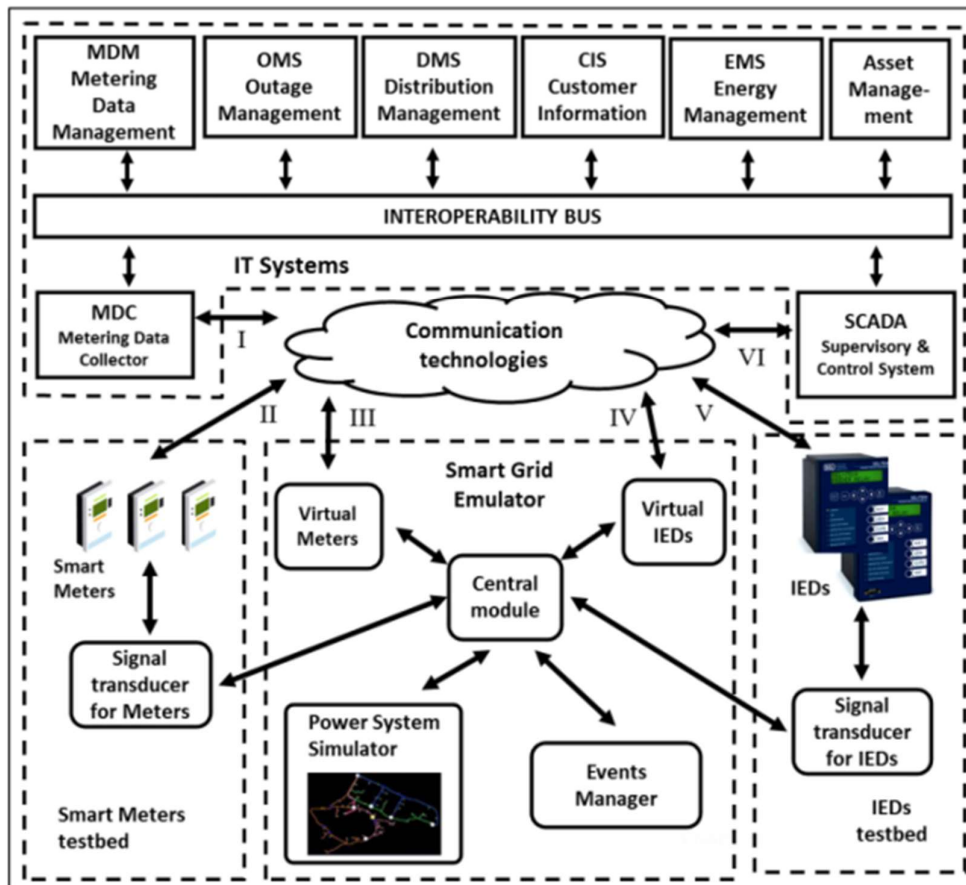 MDM
Metering
Data
Management
OMS
Outage
Management
DMS
Distribution
Management
CIS
Customer
Information
EMS
Energy
Management
Asset
Manage-
ment
INTEROPERABILITY BUS
IT Systems
MDC
Metering Data
Collector
I
Communication
technologies
VI
SCADA
Supervisory &
Control System
II
III
IV
V
Smart Grid
Emulator
Virtual
Meters
Virtual
IEDs
Smart
Meters
Central
module
IEDs
Signal
transducer
for Meters
Power System
Simulator
Events
Manager
Signal
transducer
for IEDs
Smart Meters
testbed
IEDs
testbed